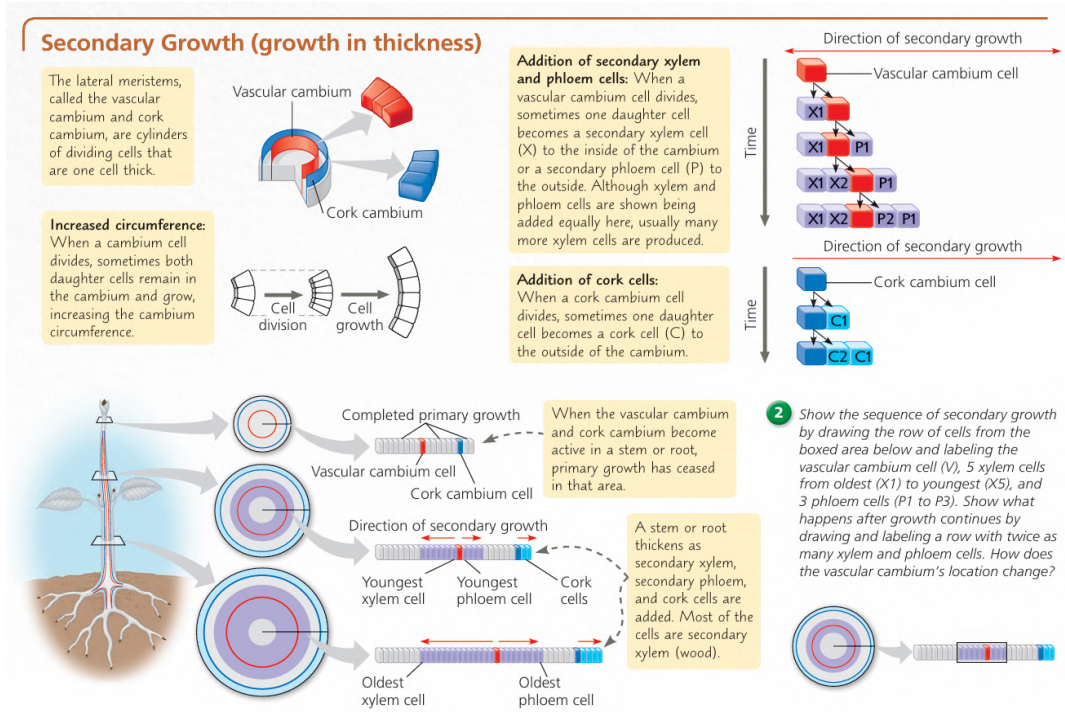 Secondary Growth (growth in thickness)
The lateral meristems,
called the vascular
cambium and cork
cambium, are cylinders
of dividing cells that
are one cell thick.
Vascular cambium
Cork cambium
Increased circumference:
When a cambium cell
divides, sometimes both
daughter cells remain in
the cambium and grow,
increasing the cambium
circumference.
Cell
division
Cell
growth
Addition of secondary xylem
and phloem cells: When a
vascular cambium cell divides,
sometimes one daughter cell
becomes a secondary xylem cell
(X) to the inside of the cambium
or a secondary phloem cell (P) to
the outside. Although xylem and
phloem cells are shown being
added equally here, usually many
more xylem cells are produced.
Direction of secondary growth
Time
Vascular cambium cell
X1
X1 P1
X1 X2 P1
X1 X2 P2 P1
Addition of cork cells:
When a cork cambium cell
divides, sometimes one daughter
cell becomes a cork cell (C) to
the outside of the cambium.
Direction of secondary growth
Time
Cork cambium cell
C1
C2 C1
Completed primary growth
Vascular cambium cell
Cork cambium cell
When the vascular cambium
and cork cambium become
active in a stem or root,
primary growth has ceased
in that area.
Direction of secondary growth
Youngest
xylem cell
Youngest
phloem cell
Cork
cells
A stem or root
thickens as
secondary xylem,
secondary phloem,
and cork cells are
added. Most of the
cells are secondary
xylem (wood).
Oldest
xylem cell
Oldest
phloem cell
2
Show the sequence of secondary growth
by drawing the row of cells from the
boxed area below and labeling the
vascular cambium cell (V), 5 xylem cells
from oldest (X1) to youngest (X5), and
3 phloem cells (P1 to P3). Show what
happens after growth continues by
drawing and labeling a row with twice as
many xylem and phloem cells. How does
the vascular cambium's location change?